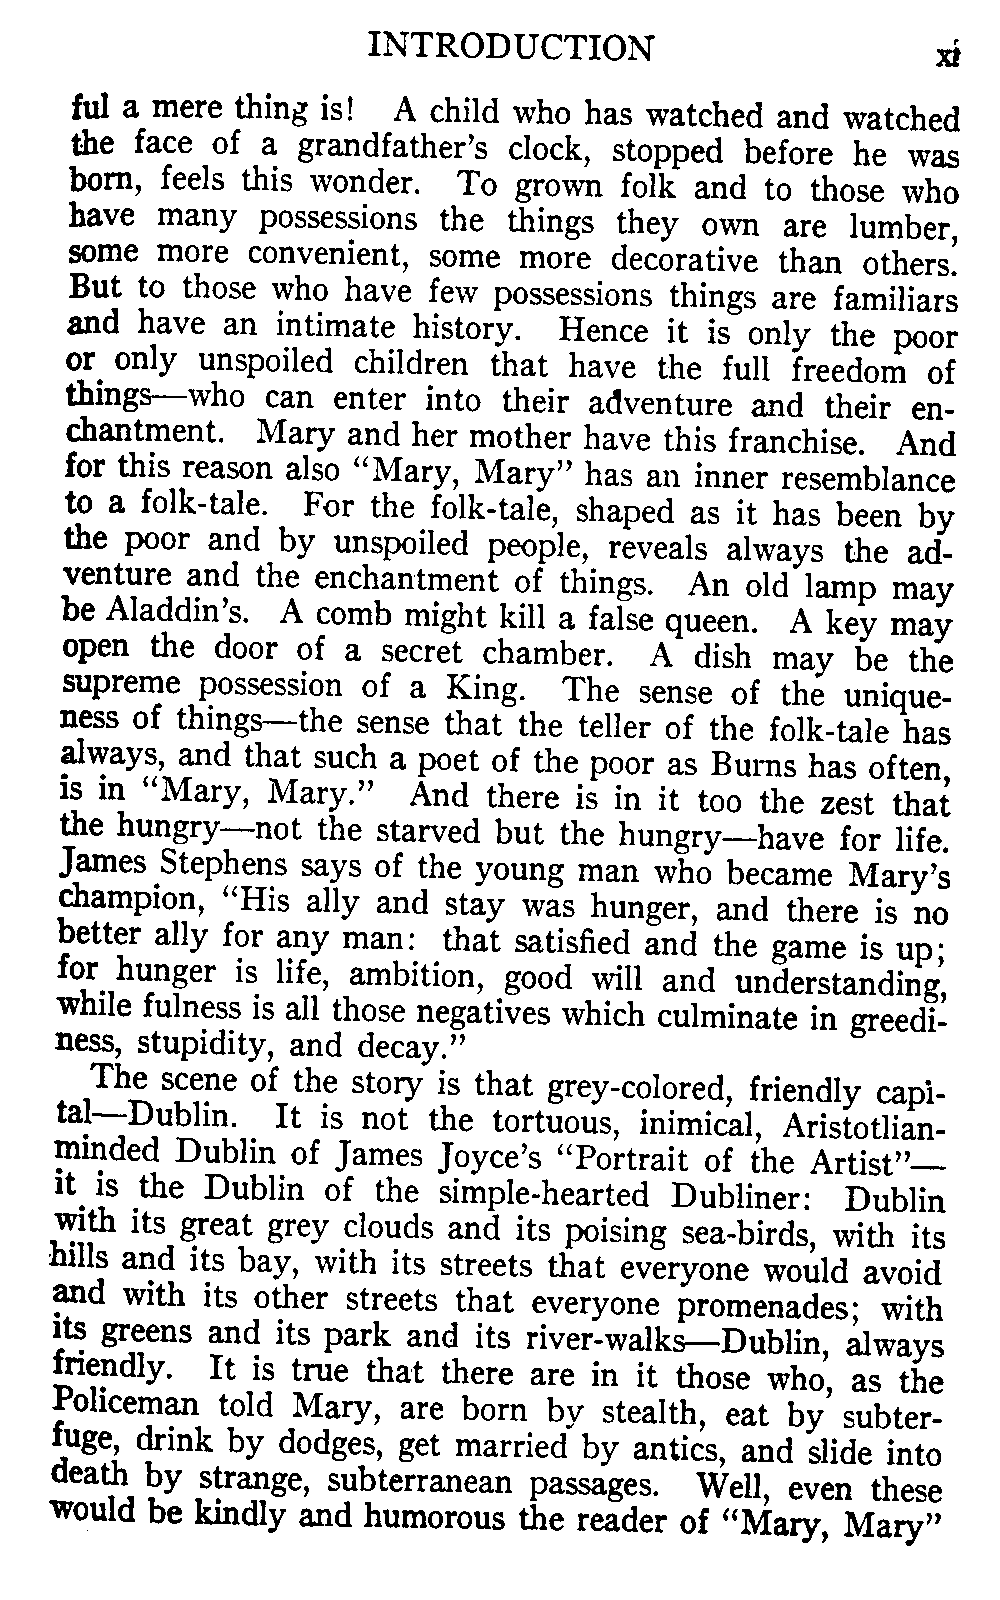 INTRODUCTION xi
ful a mere thing is! A child who has watched and watched
the face of a grandfather's clock, stopped before he was
born, feels this wonder. To grown folk and to those who
have many possessions the things they own are lumber,
some more convenient, some more decorative than others.
But to those who have few possessions things are familiars
and have an intimate history. Hence it is only the poor
or only unspoiled children that have the full freedom of
things—who can enter into their adventure and their en-
chantment. Mary and her mother have this franchise. And
for this reason also “Mary, Mary” has an inner resemblance
to a folk-tale. For the folk-tale, shaped as it has been by
the poor and by unspoiled people, reveals always the ad-
venture and the enchantment of things. An old lamp may
be Aladdin's. A comb might kill a false queen. A key may
open the door of a secret chamber. A dish may be the
supreme possession of a King. The sense of the unique-
ness of things—the sense that the teller of the folk-tale has
always, and that such a poet of the poor as Burns has often,
is in “Mary, Mary.” And there is in it too the zest that
the hungry—not the starved but the hungry—have for life.
James Stephens says of the young man who became Mary's
champion, “His ally and stay was hunger, and there is no
better ally for any man: that satisfied and the game is up;
for hunger is life, ambition, good will and understanding,
while fulness is all those negatives which culminate in greedi-
ness, stupidity, and decay.”
The scene of the story is that grey-colored, friendly capi-
tal—Dublin. It is not the tortuous, inimical, Aristotlian-
minded Dublin of James Joyce's “Portrait of the Artist”—
it is the Dublin of the simple-hearted Dubliner: Dublin
with its great grey clouds and its poising sea-birds, with its
hills and its bay, with its streets that everyone would avoid
and with its other streets that everyone promenades; with
its greens and its park and its river-walks—Dublin, always
friendly. It is true that there are in it those who, as the
Policeman told Mary, are born by stealth, eat by subter-
fuge, drink by dodges, get married by antics, and slide into
death by strange, subterranean passages. Well, even these
would be kindly and humorous the reader of “Mary, Mary”